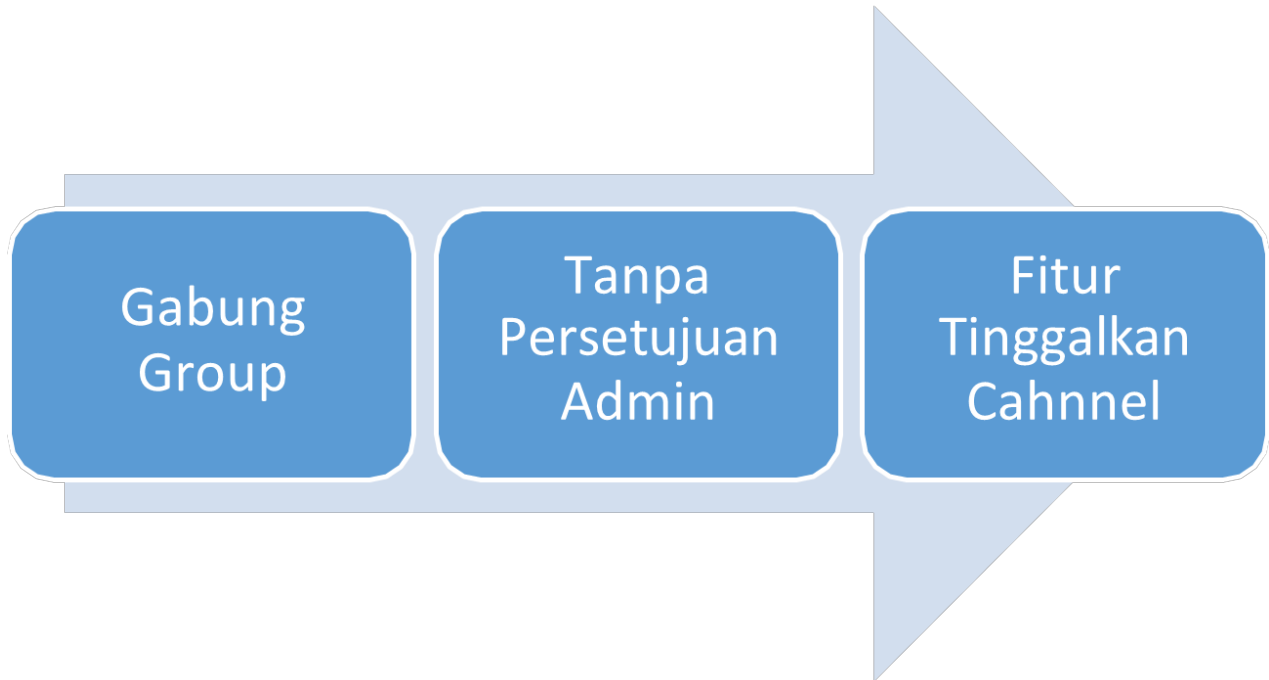 Gabung
Group
Tanpa
Persetujuan
Admin
Fitur
Tinggalkan
Cahnnel